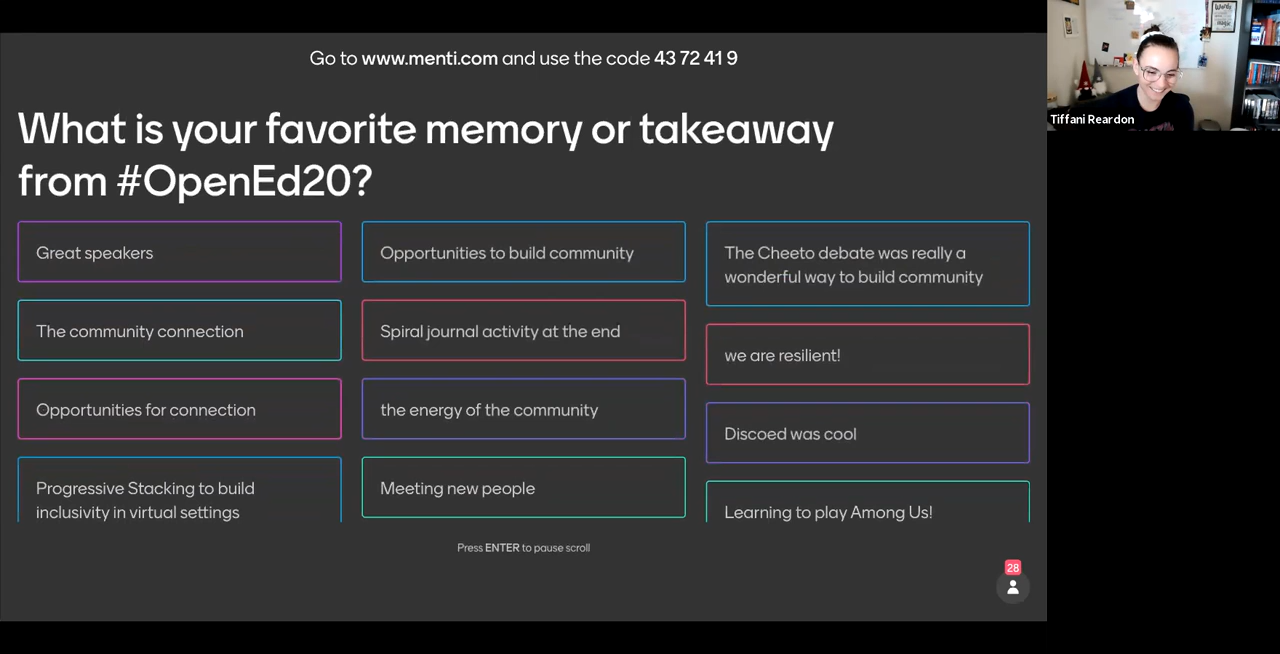 Go to www.menti.com and use the code 43 72 41 9
What is your favorite memory or takeaway
from #OpenEd20?
Great speakers
The community connection
Opportunities for connection
Progressive Stacking to build
inclusivity in virtual settings
Opportunities to build community
Spiral journal activity at the end
the energy of the community
Meeting new people
The Cheeto debate was really a
wonderful way to build community
we are resilient!
Discoed was cool
Learning to play Among Us!
Press ENTER to pause scroll
28
Tiffani Reardon